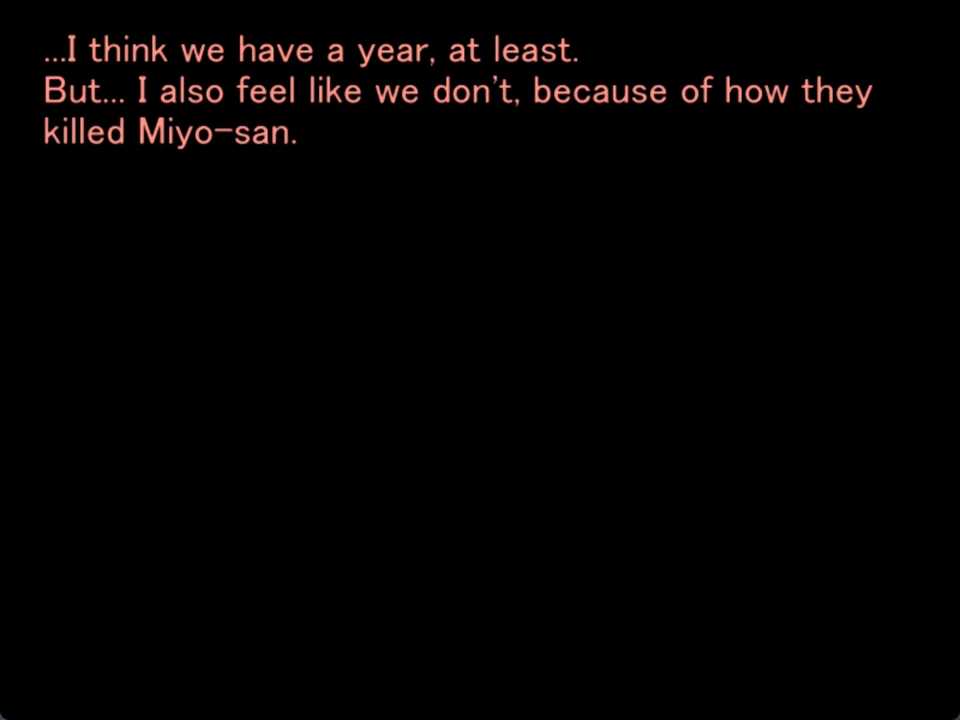 ...I think we have a year, at least.
But... I also feel like we don't, because of how they
killed Miyo-san.